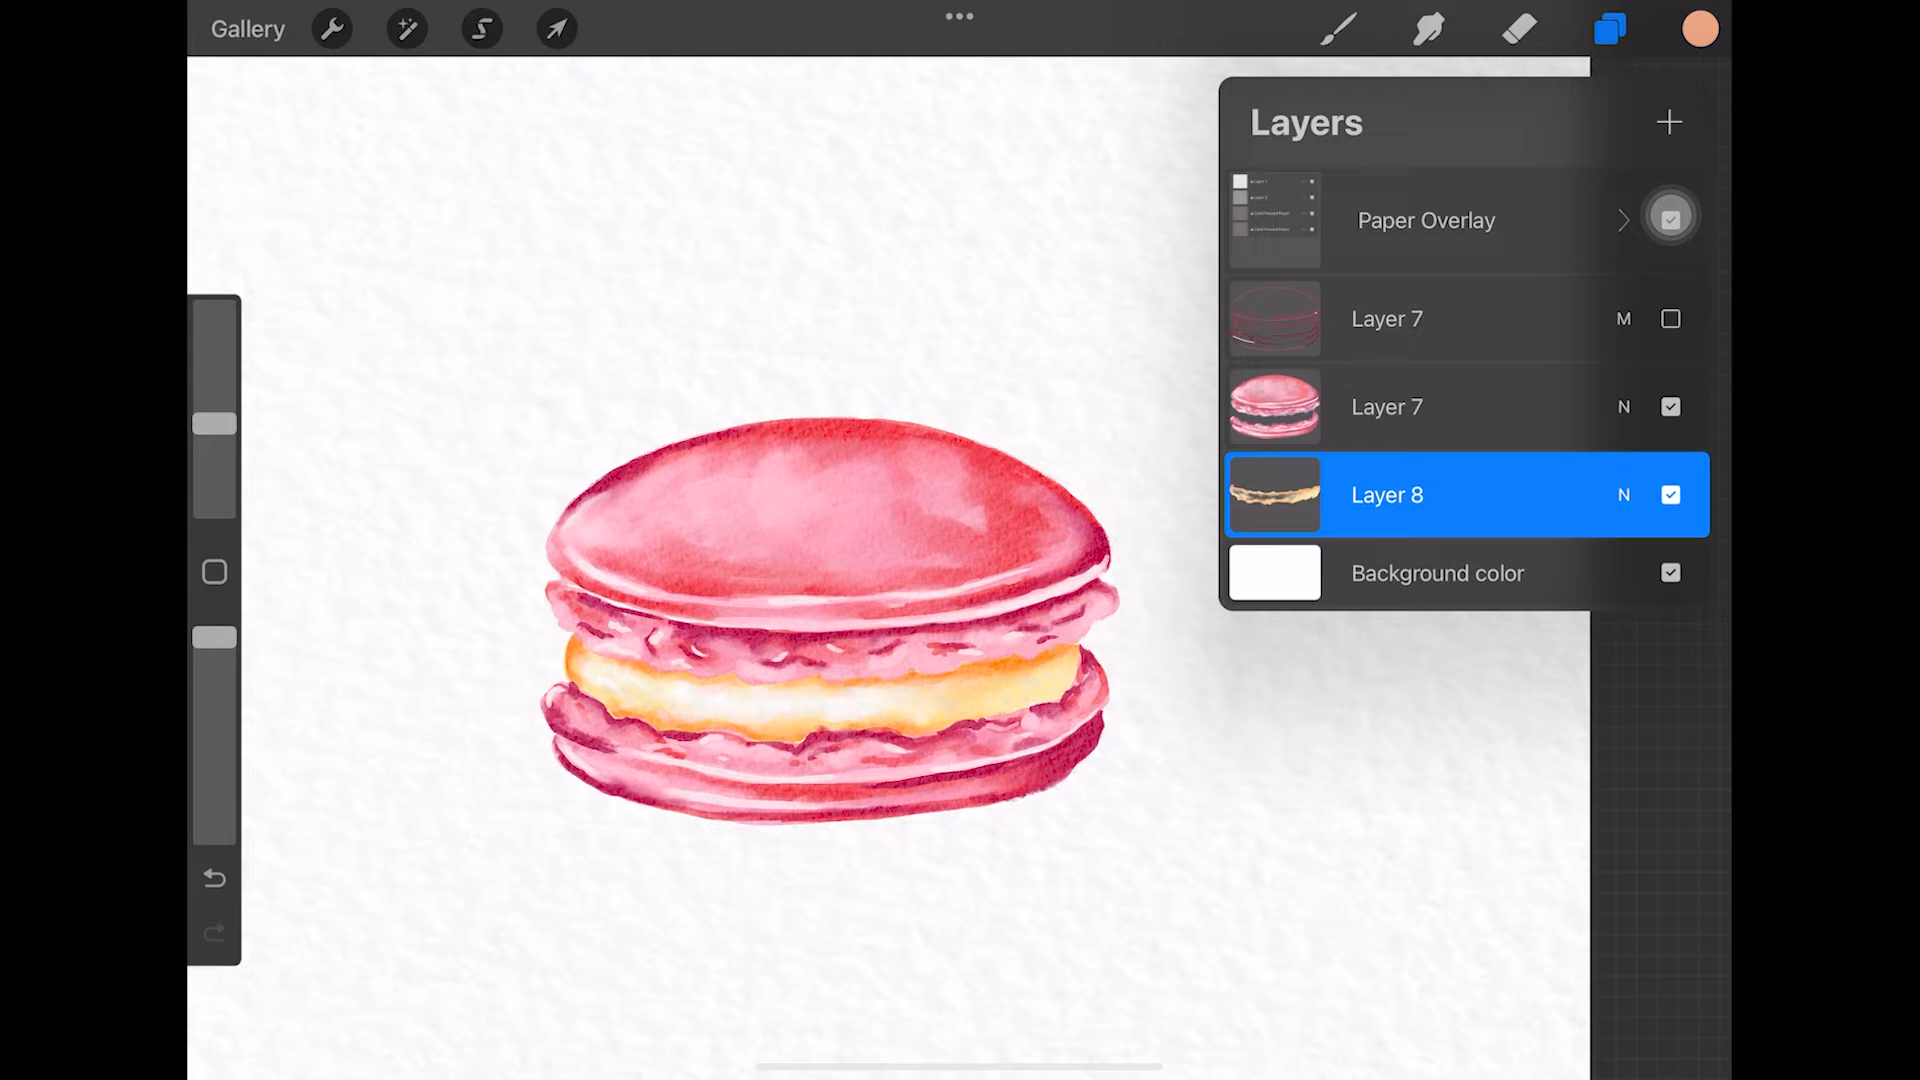 Gallery
Layers
Paper Overlay
Layer 7 M
Layer 7 N
Layer 8 N
Background color